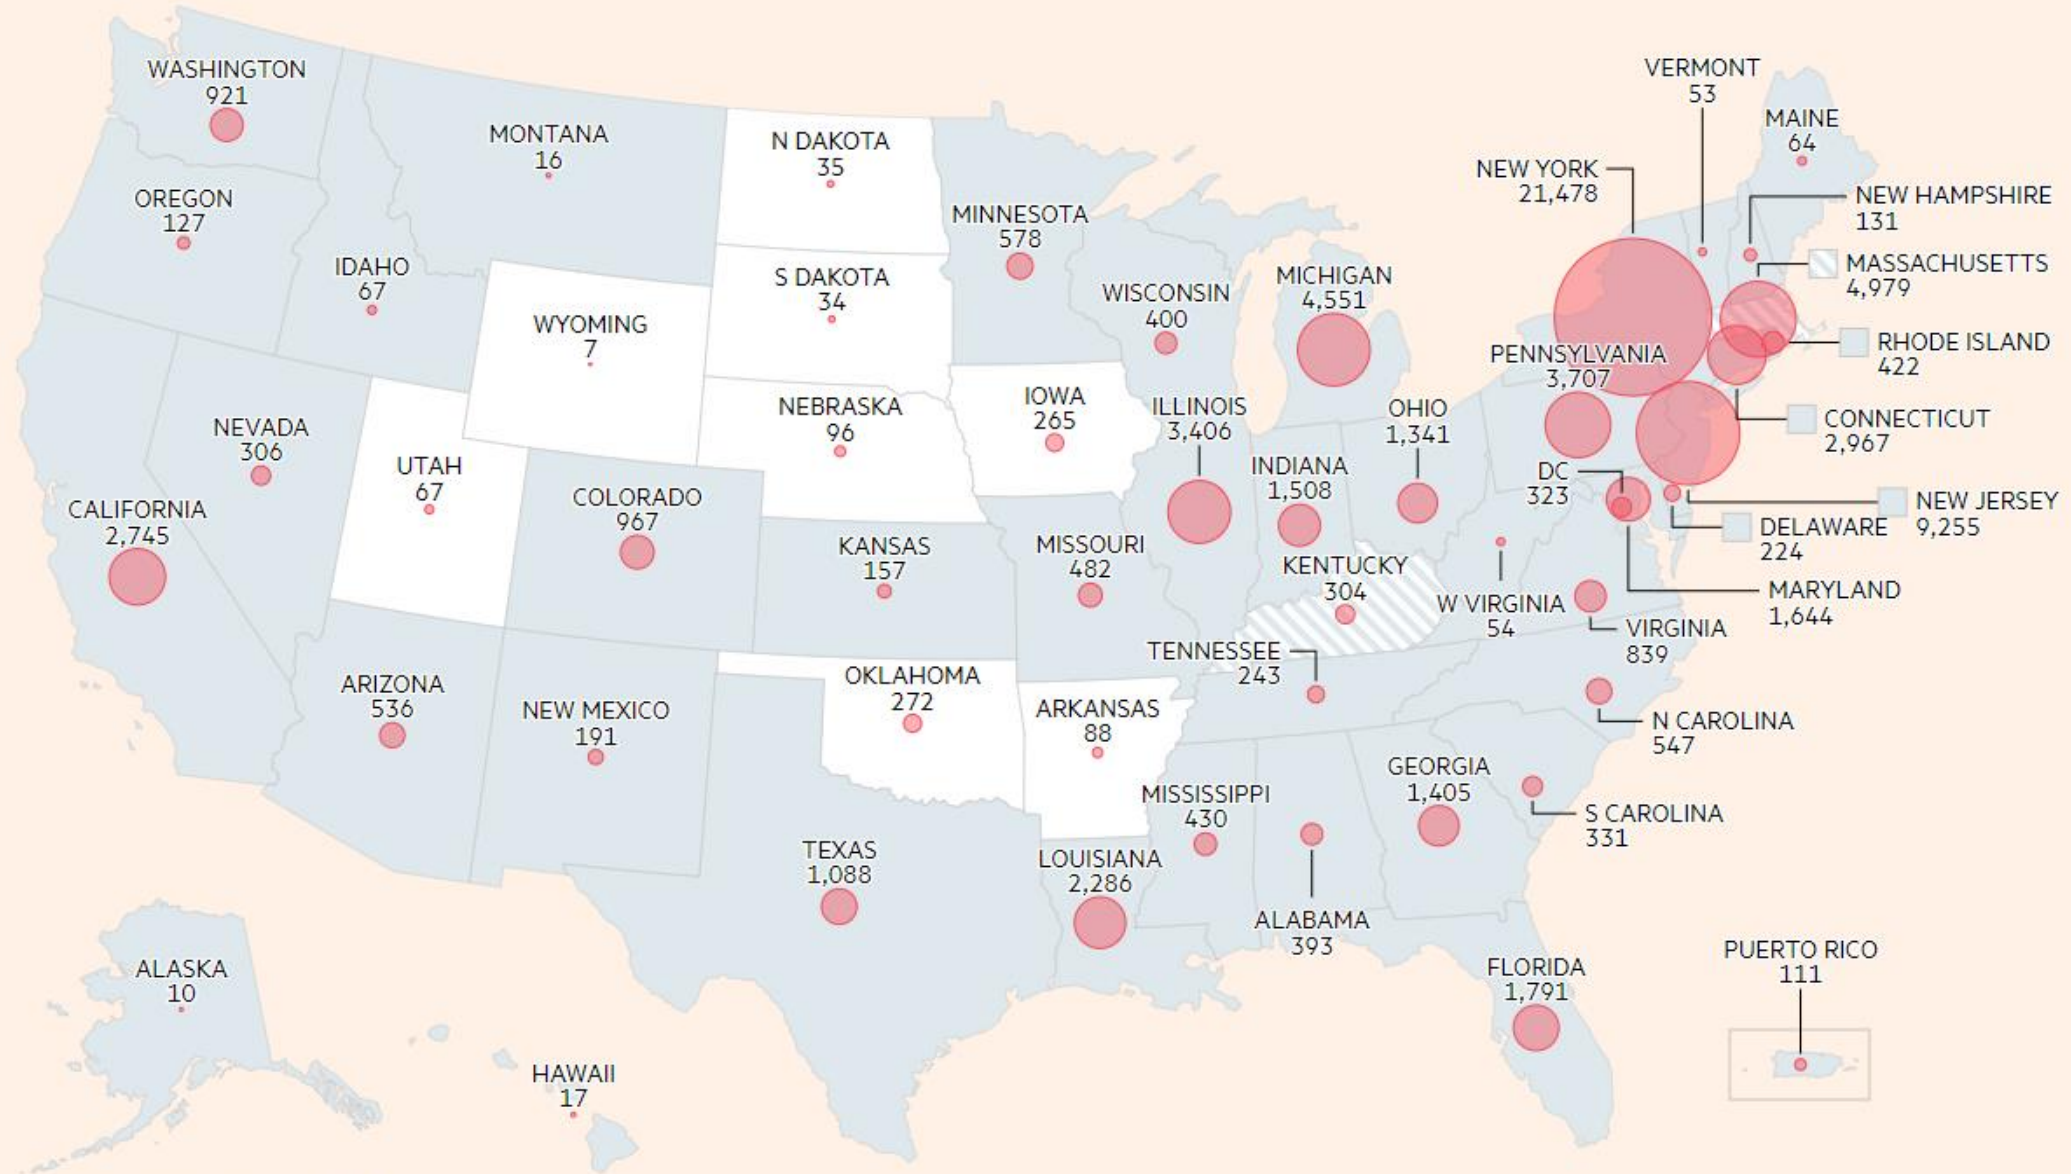 WASHINGTON
921
OREGON
127
IDAHO
67
MONTANA
16
N DAKOTA
35
S DAKOTA
34
WYOMING
7
NEBRASKA
96
MINNESOTA
578
WISCONSIN
400
IOWA
265
MICHIGAN
4,551
ILLINOIS
3,406
INDIANA
1,508
OHIO
1,341
NEVADA
306
UTAH
67
COLORADO
967
CALIFORNIA
2,745
KANSAS
157
MISSOURI
482
KENTUCKY
304
W VIRGINIA
54
TENNESSEE
243
ARIZONA
536
NEW MEXICO
191
OKLAHOMA
272
ARKANSAS
88
TEXAS
1,088
LOUISIANA
2,286
MISSISSIPPI
430
ALABAMA
393
GEORGIA
1,405
FLORIDA
1,791
VERMONT
53
MAINE
64
NEW YORK
21,478
NEW HAMPSHIRE
131
MASSACHUSETTS
4,979
RHODE ISLAND
422
PENNSYLVANIA
3,707
CONNECTICUT
2,967
DC
323
NEW JERSEY
9,255
DELAWARE
224
MARYLAND
1,644
VIRGINIA
839
N CAROLINA
547
S CAROLINA
331
PUERTO RICO
111
ALASKA
10
HAWAII
17